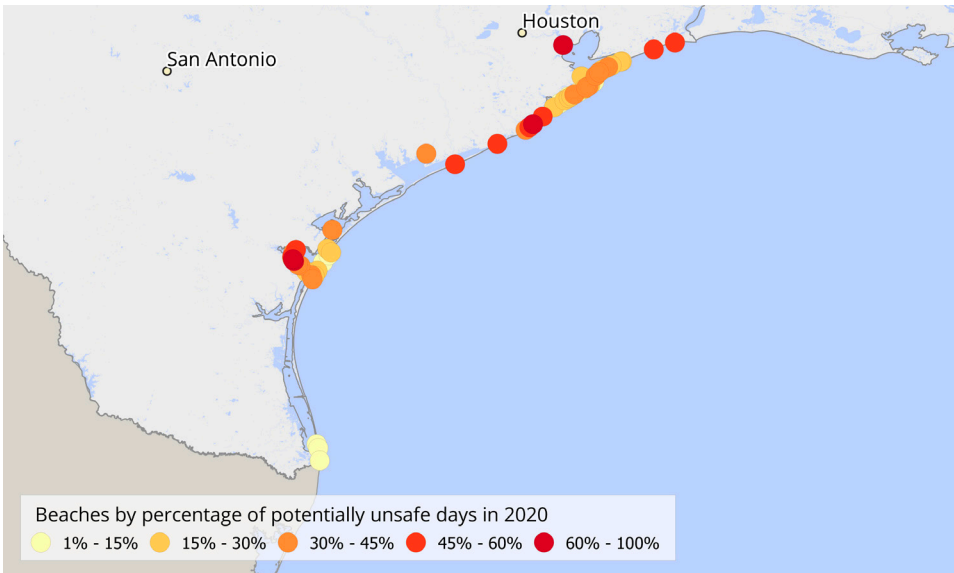 Houston
San Antonio
Beaches by percentage of potentially unsafe days in 2020
1% - 15% 15% - 30% 30% - 45% 45% - 60% 60% - 100%